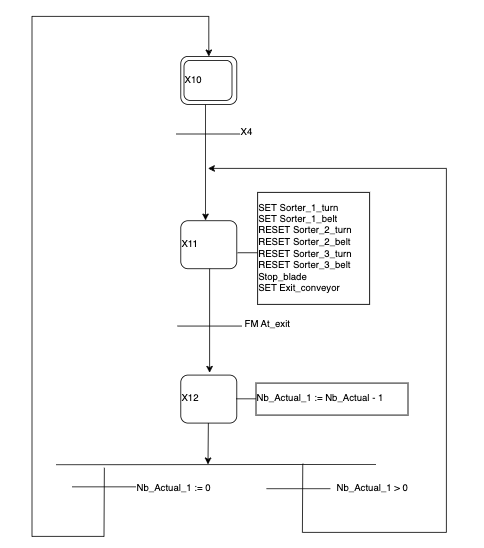 X10
X4
SET Sorter_1_turn
SET Sorter_1_belt
RESET Sorter_2_turn
RESET Sorter_2_belt
RESET Sorter_3_turn
RESET Sorter_3_belt
Stop_blade
SET Exit_conveyor
X11
FM At_exit
X12
Nb_Actual_1 := Nb_Actual - 1
Nb_Actual_1 := 0
Nb_Actual_1 > 0